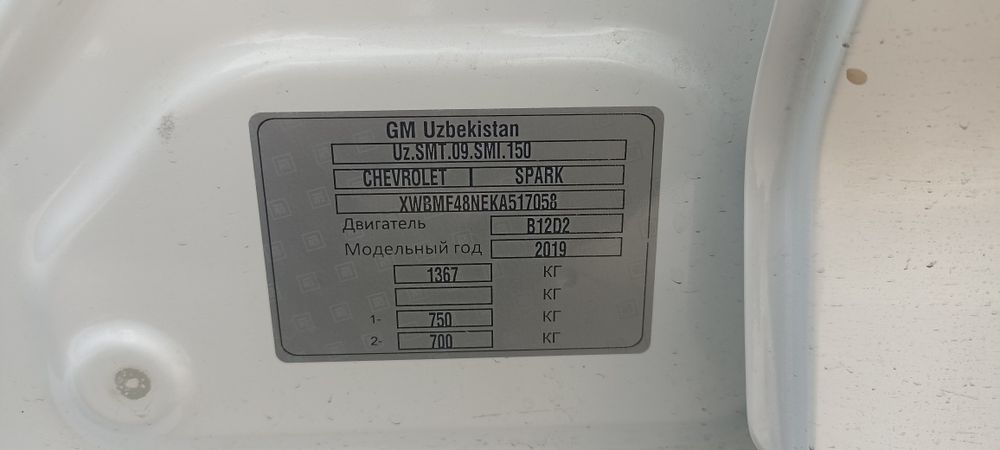 GM Uzbekistan
Uz.SMT.09.SMI.150
CHEVROLET SPARK
XWBMF48NEKA517058
Двигатель B12D2
Модельный год 2019
1367 КГ
КГ
1- 750 КГ
2- 700 КГ